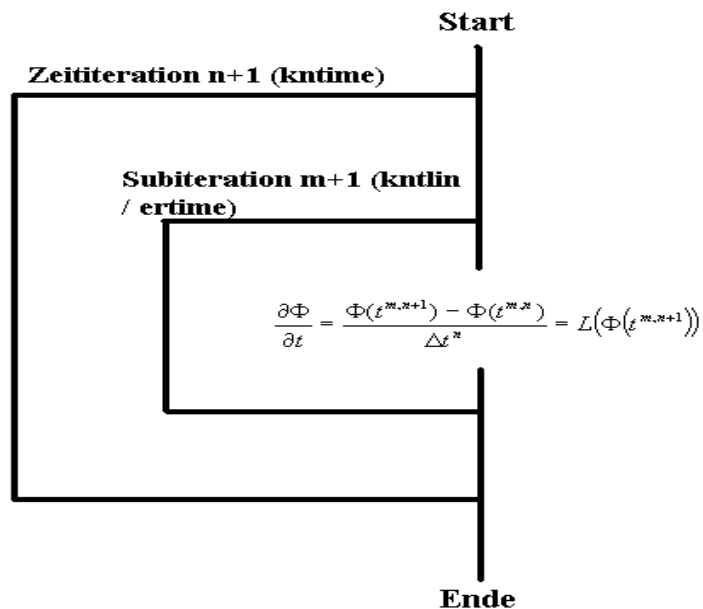 Start
Zeititeration n+1 (kntime)
Subiteration m+1 (kntlin
/ ertime)
∂Φ/∂t = (Φ(t^{m,n+1}) − Φ(t^{m,n}))/Δt^n = L(Φ(t^{m,n+1}))
Ende